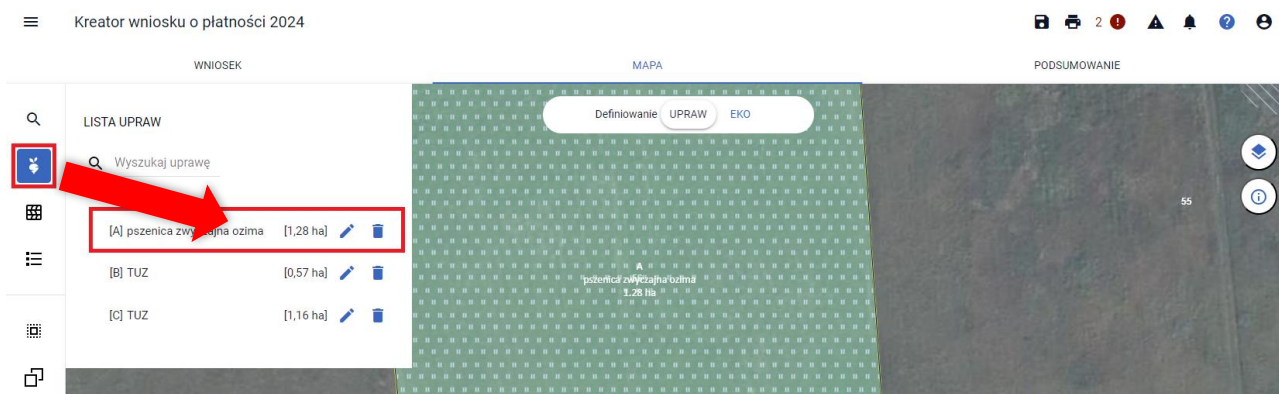 Kreator wniosku o płatności 2024
2
WNIOSEK
MAPA
PODSUMOWANIE
LISTA UPRAW
Wyszukaj uprawę
[A] pszenica zwyczajna ozima [1,28 ha]
[B] TUZ [0,57 ha]
[C] TUZ [1,16 ha]
Definiowanie UPRAW EKO
A
pszenica zwyczajna ozima
1.28 ha
55